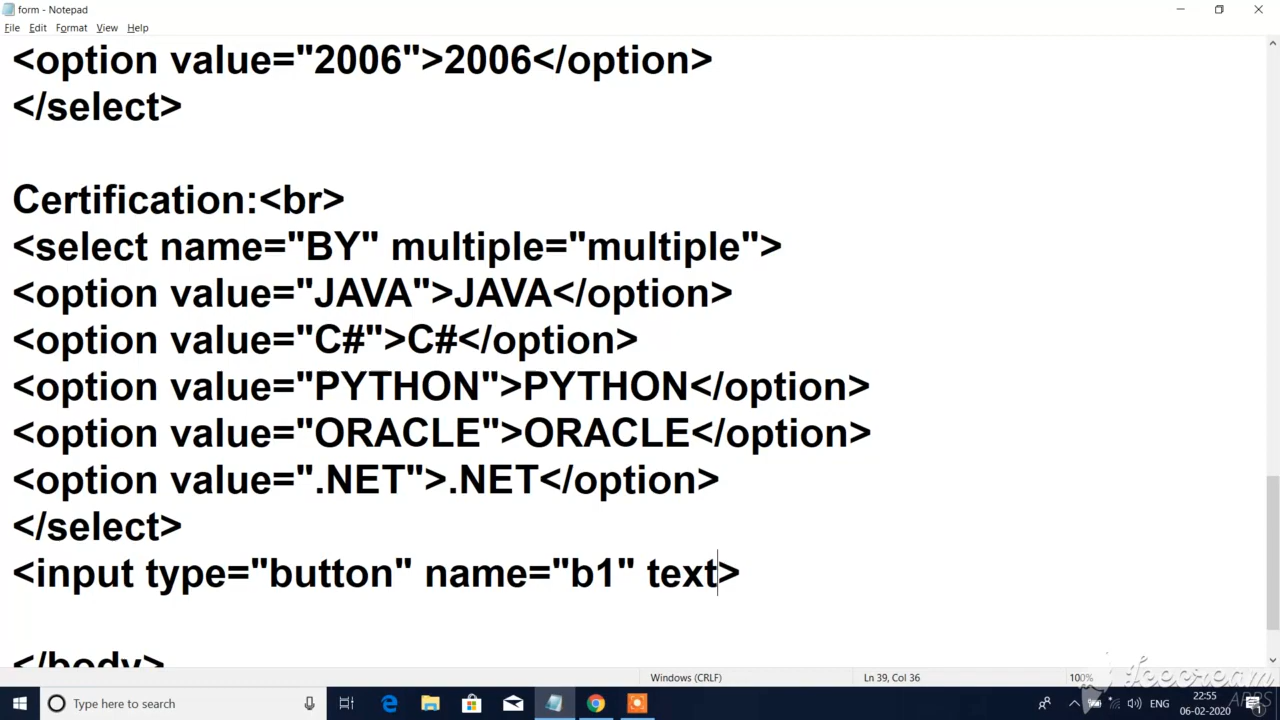 form - Notepad
File Edit Format View Help
<option value="2006">2006</option>
</select>
Certification:<br>
<select name="BY" multiple="multiple">
<option value="JAVA">JAVA</option>
<option value="C#">C#</option>
<option value="PYTHON">PYTHON</option>
<option value="ORACLE">ORACLE</option>
<option value=".NET">.NET</option>
</select>
<input type="button" name="b1" text>
</body>
Windows (CRLF) Ln 39, Col 36 100%
Type here to search
ENG
22:55
06-02-2020
APPS